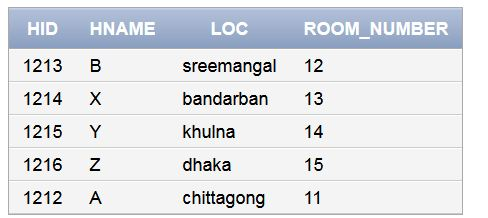 HID HNAME LOC ROOM_NUMBER
1213 B sreemangal 12
1214 X bandarban 13
1215 Y khulna 14
1216 Z dhaka 15
1212 A chittagong 11